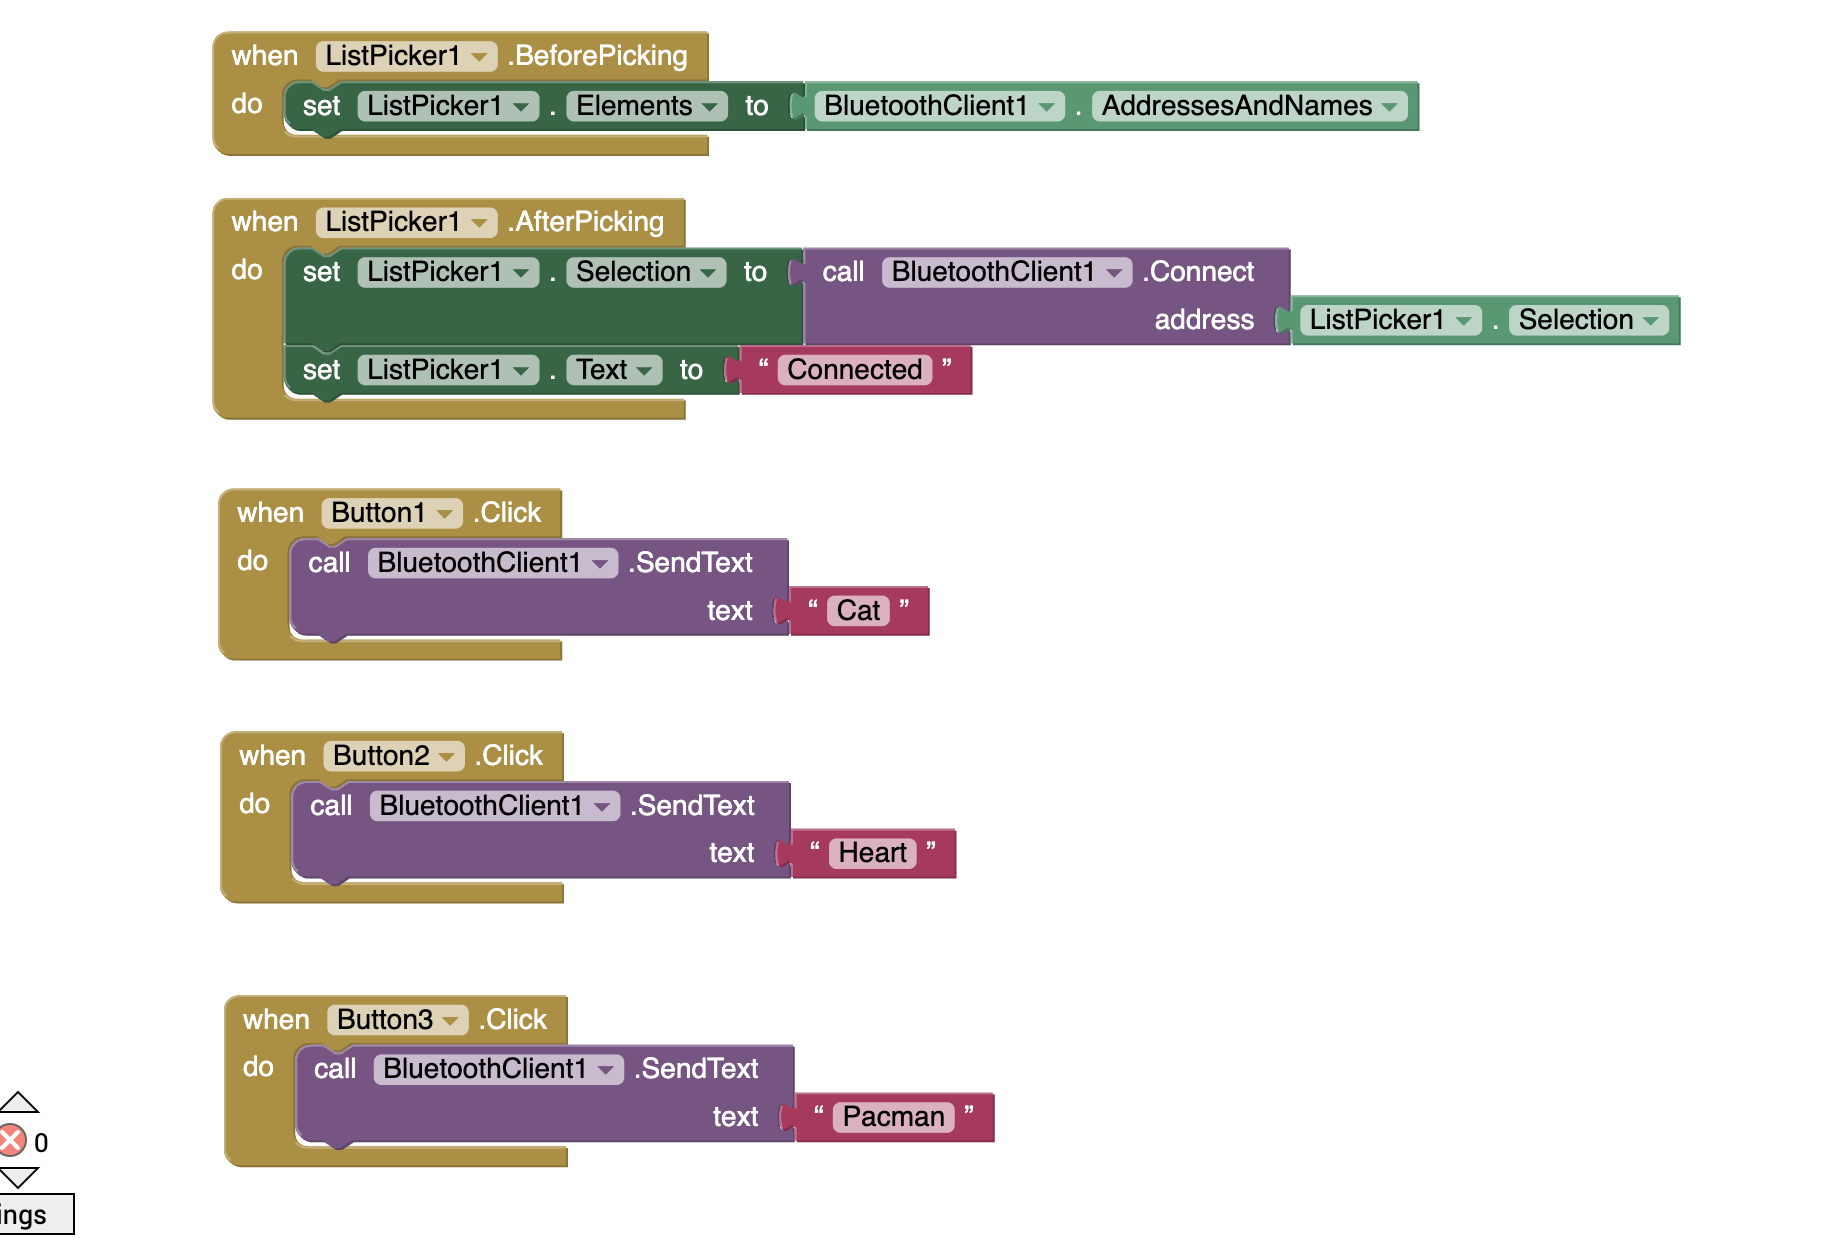 when ListPicker1 .BeforePicking
do set ListPicker1 . Elements to BluetoothClient1 . AddressesAndNames
when ListPicker1 .AfterPicking
do set ListPicker1 . Selection to call BluetoothClient1 .Connect
address ListPicker1 . Selection
set ListPicker1 . Text to “ Connected ”
when Button1 .Click
do call BluetoothClient1 .SendText
text “ Cat ”
when Button2 .Click
do call BluetoothClient1 .SendText
text “ Heart ”
when Button3 .Click
do call BluetoothClient1 .SendText
text “ Pacman ”
0
ings